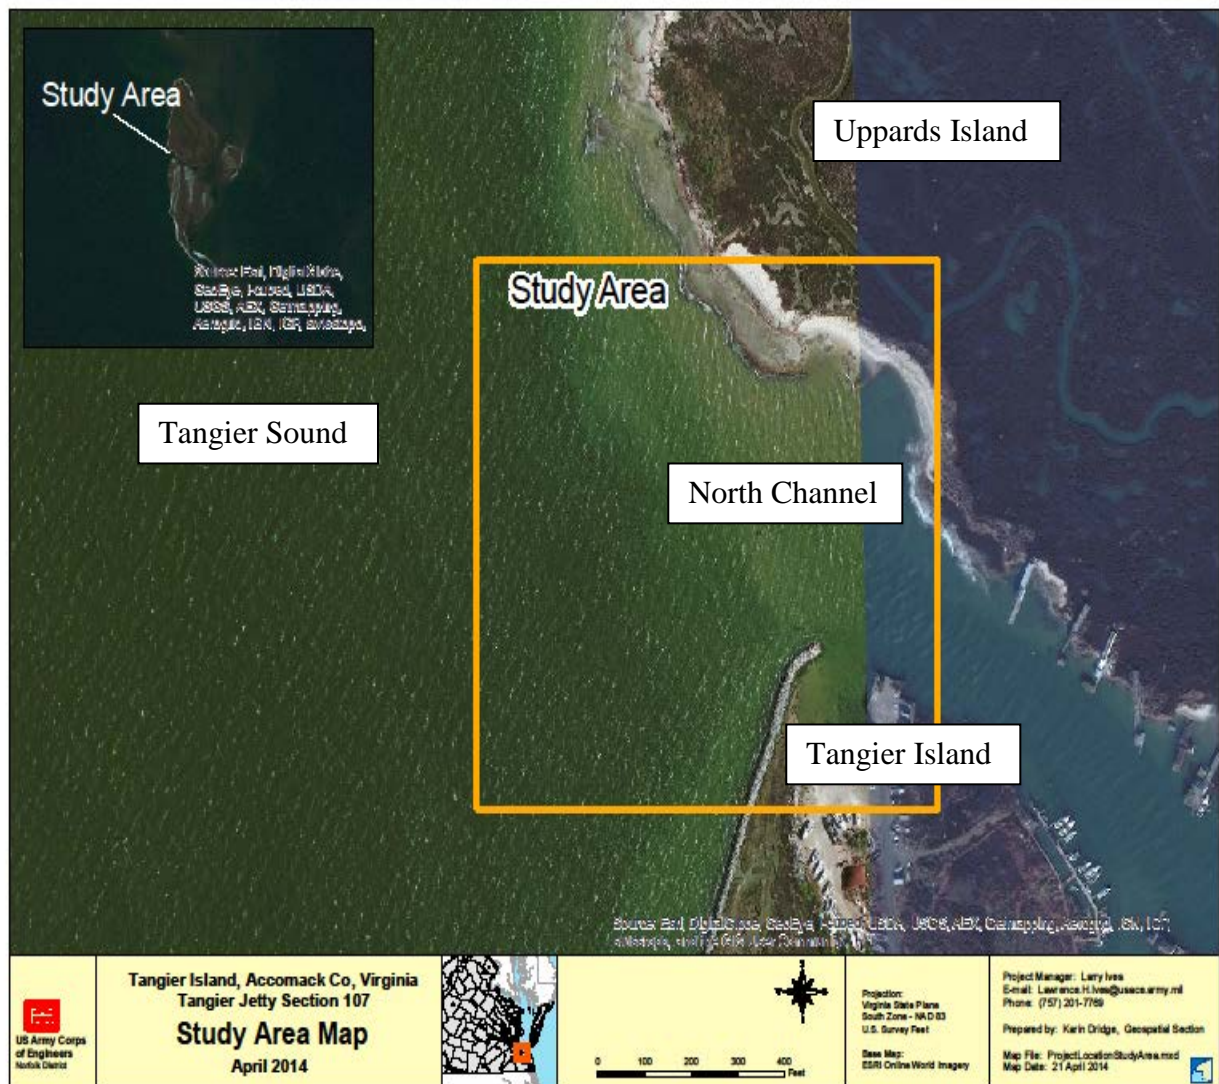 Study Area
Uppards Island
Study Area
Tangier Sound
North Channel
Tangier Island
US Army Corps
of Engineers
Norfolk District
Tangier Island, Accomack Co, Virginia
Tangier Jetty Section 107
Study Area Map
April 2014
0 100 200 300 400
Feet
Projection:
Virginia State Plane
South Zone - NAD 83
U.S. Survey Feet
Base Map:
ESRI Online World Imagery
Project Manager: Larry Ives
E-mail: Lawrence.H.Ives@usace.army.mil
Phone: (757) 201-7769
Prepared by: Karin Dridge, Geospatial Section
Map File: ProjectLocationStudyArea.mxd
Map Date: 21 April 2014